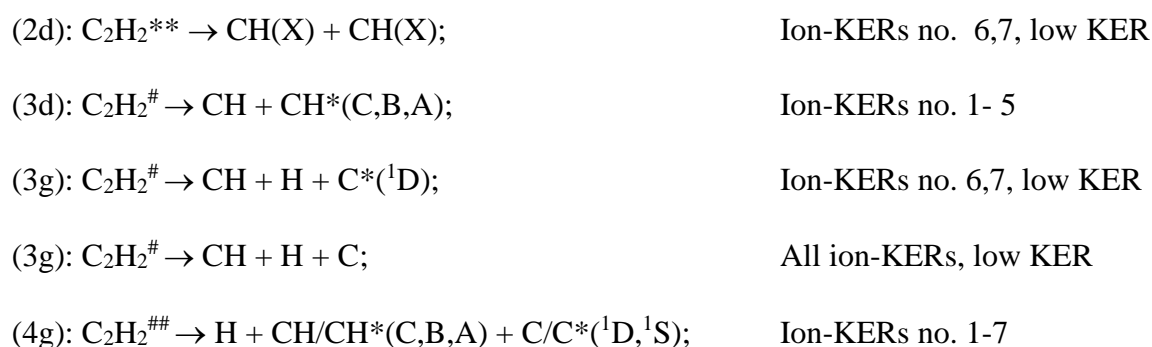 (2d): C₂H₂** → CH(X) + CH(X); Ion-KERs no. 6,7, low KER
(3d): C₂H₂# → CH + CH*(C,B,A); Ion-KERs no. 1- 5
(3g): C₂H₂# → CH + H + C*(¹D); Ion-KERs no. 6,7, low KER
(3g): C₂H₂# → CH + H + C; All ion-KERs, low KER
(4g): C₂H₂## → H + CH/CH*(C,B,A) + C/C*(¹D,¹S); Ion-KERs no. 1-7